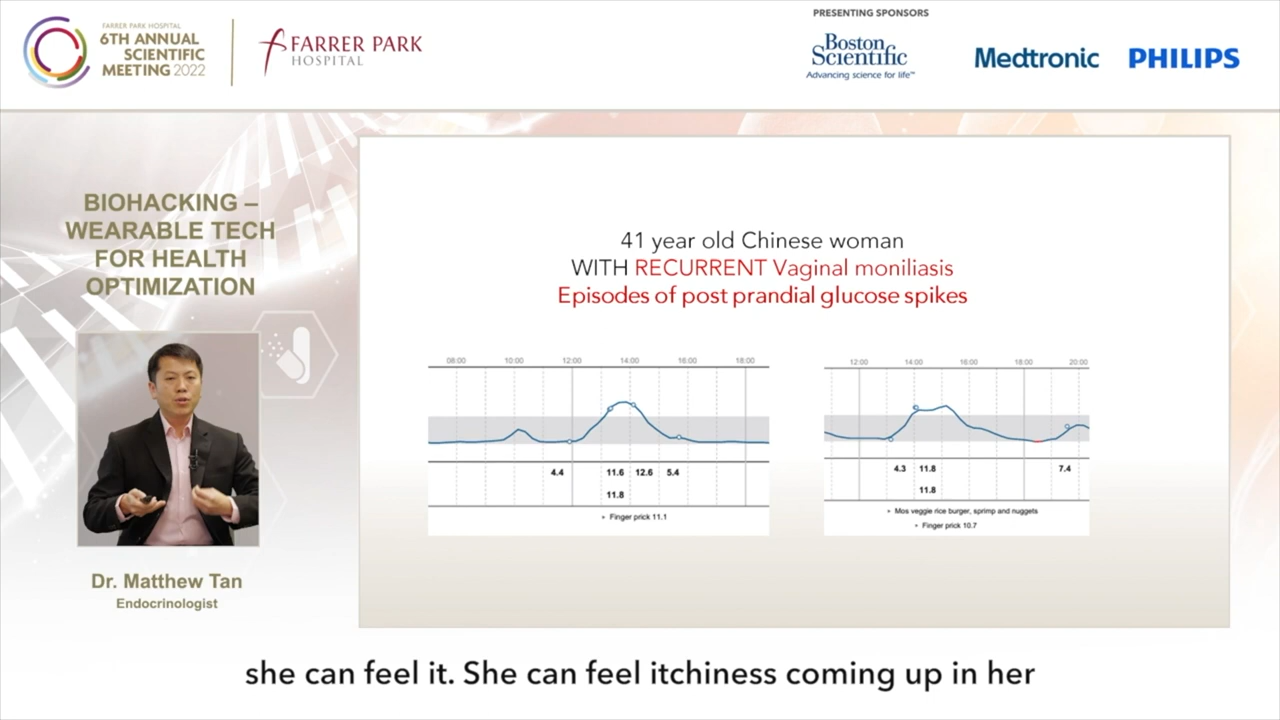 FARRER PARK HOSPITAL
6TH ANNUAL
SCIENTIFIC
MEETING 2022
FARRER PARK
HOSPITAL
PRESENTING SPONSORS
Boston
Scientific
Advancing science for life™
Medtronic
PHILIPS
BIOHACKING –
WEARABLE TECH
FOR HEALTH
OPTIMIZATION
Dr. Matthew Tan
Endocrinologist
41 year old Chinese woman
WITH RECURRENT Vaginal moniliasis
Episodes of post prandial glucose spikes
08:00 10:00 12:00 14:00 16:00 18:00
4.4 11.6 12.6 5.4
11.8
• Finger prick 11.1
12:00 14:00 16:00 18:00 20:00
4.3 11.8 7.4
11.8
• Mos veggie rice burger, sprimp and nuggets
• Finger prick 10.7
she can feel it. She can feel itchiness coming up in her